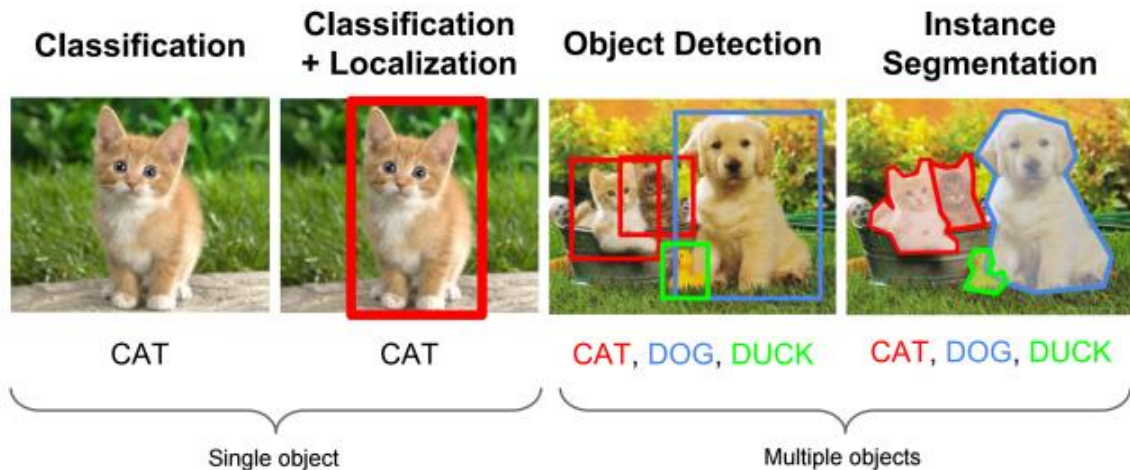 Classification
Classification
+ Localization
Object Detection
Instance
Segmentation
CAT
CAT
CAT, DOG, DUCK
CAT, DOG, DUCK
Single object
Multiple objects